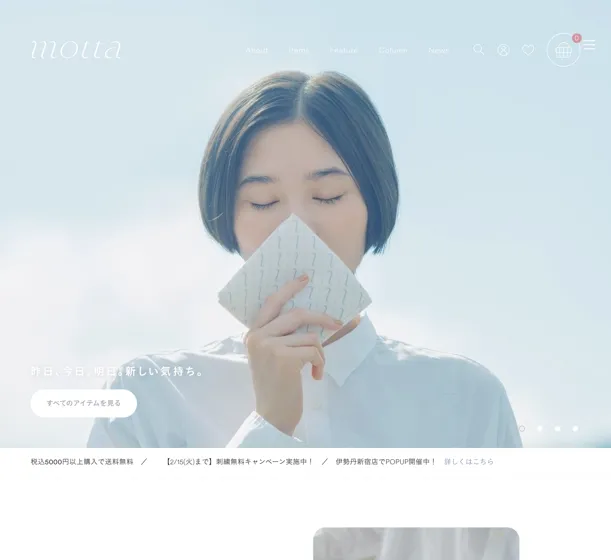 motta
About
Items
Feature
Column
News
0
昨日、今日、明日、新しい気持ち。
すべてのアイテムを見る
税込5000円以上購入で送料無料 ／ 【2/15(火)まで】刺繍無料キャンペーン実施中！ ／ 伊勢丹新宿店でPOPUP開催中！ 詳しくはこちら